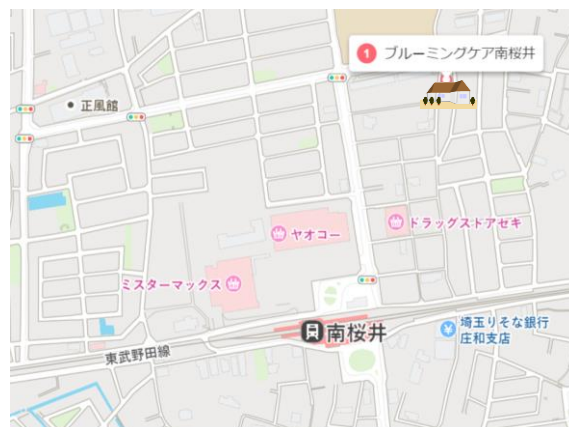 1 ブルーミングケア南桜井
正風館
ヤオコー
ドラッグストアセキ
ミスターマックス
南桜井
埼玉りそな銀行
庄和支店
東武野田線